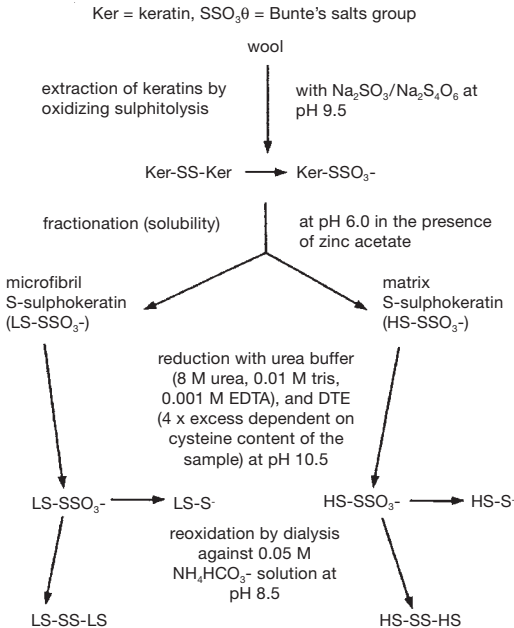 Ker = keratin, SSO₃θ = Bunte's salts group
wool
extraction of keratins by
oxidizing sulphitolysis
with Na₂SO₃/Na₂S₄O₆ at
pH 9.5
Ker-SS-Ker → Ker-SSO₃-
fractionation (solubility)
at pH 6.0 in the presence
of zinc acetate
microfibril
S-sulphokeratin
(LS-SSO₃-)
matrix
S-sulphokeratin
(HS-SSO₃-)
reduction with urea buffer
(8 M urea, 0.01 M tris,
0.001 M EDTA), and DTE
(4 x excess dependent on
cysteine content of the
sample) at pH 10.5
LS-SSO₃- → LS-S-
HS-SSO₃- → HS-S-
reoxidation by dialysis
against 0.05 M
NH₄HCO₃- solution at
pH 8.5
LS-SS-LS
HS-SS-HS